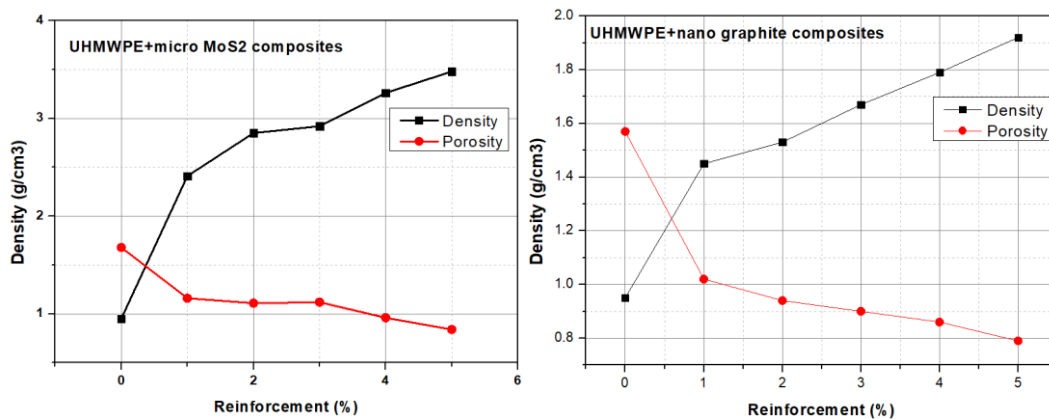 UHMWPE+micro MoS2 composites
Density
Porosity
Density (g/cm3)
4
3
2
1
0
2
4
6
Reinforcement (%)
UHMWPE+nano graphite composites
Density
Porosity
Density (g/cm3)
2.0
1.8
1.6
1.4
1.2
1.0
0.8
0
1
2
3
4
5
Reinforcement (%)